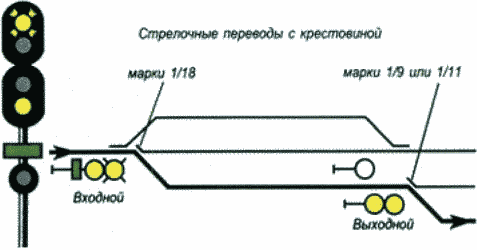 Стрелочные переводы с крестовиной
марки 1/18
марки 1/9 или 1/11
Входной
Выходной